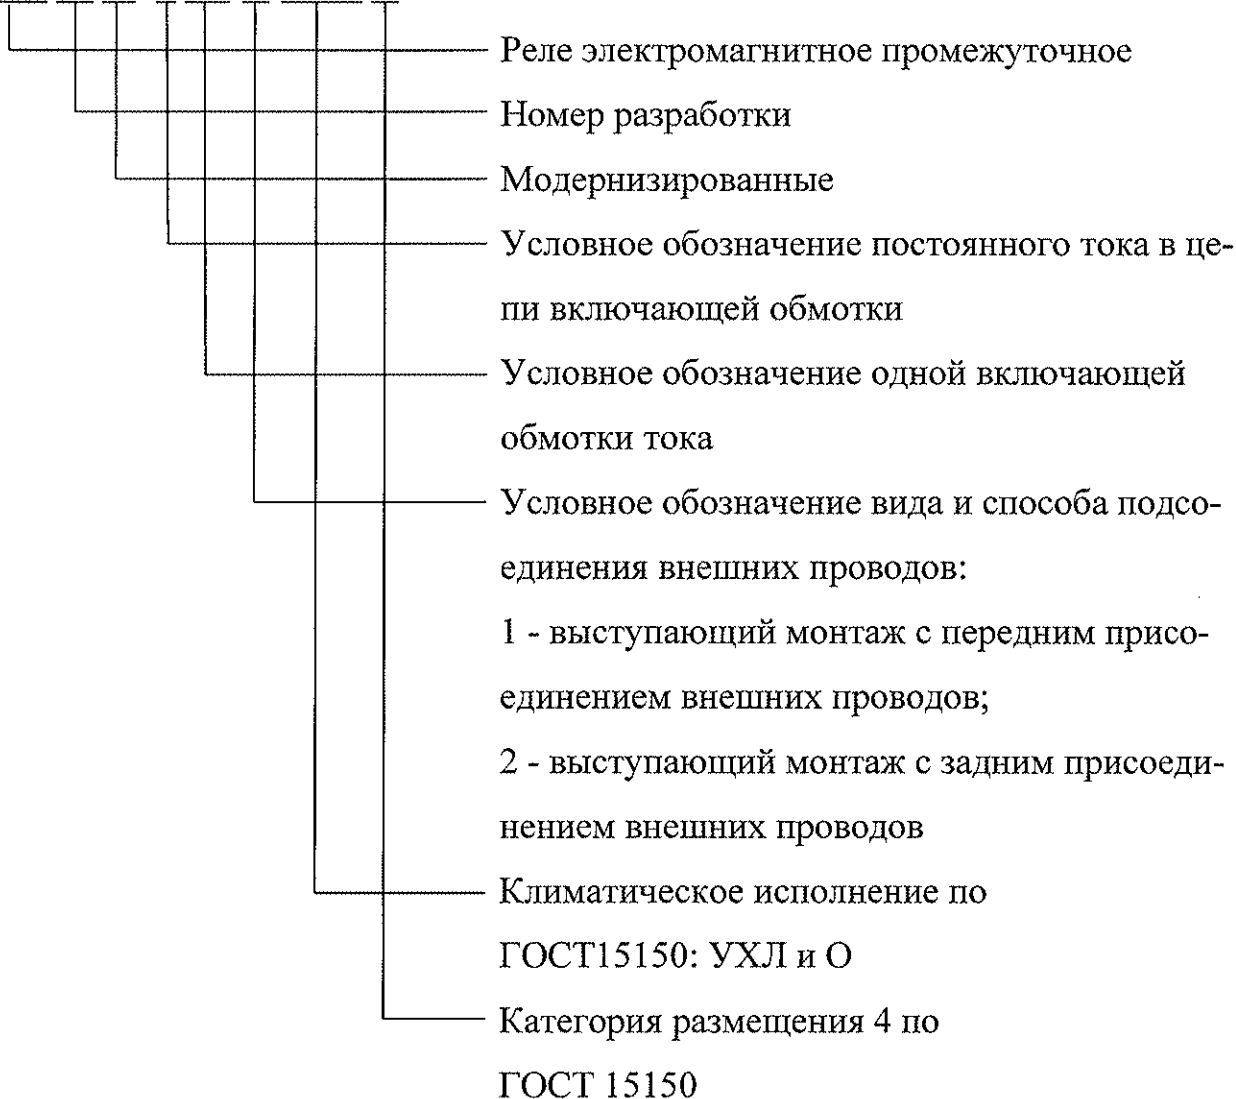 Реле электромагнитное промежуточное
Номер разработки
Модернизированные
Условное обозначение постоянного тока в це-
пи включающей обмотки
Условное обозначение одной включающей
обмотки тока
Условное обозначение вида и способа подсо-
единения внешних проводов:
1 - выступающий монтаж с передним присо-
единением внешних проводов;
2 - выступающий монтаж с задним присоеди-
нением внешних проводов
Климатическое исполнение по
ГОСТ15150: УХЛ и О
Категория размещения 4 по
ГОСТ 15150